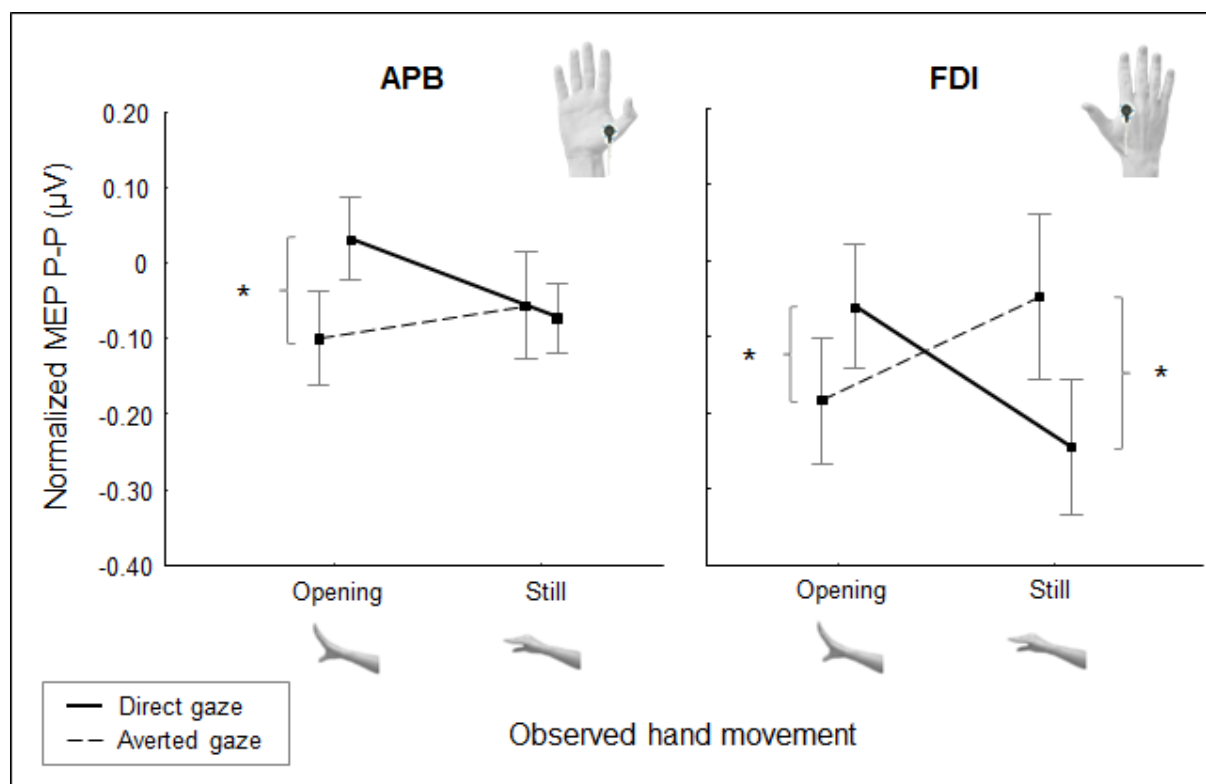 APB
FDI
Normalized MEP P-P (µV)
0.20
0.10
0
-0.10
-0.20
-0.30
-0.40
*
*
*
Opening
Still
Opening
Still
Direct gaze
Averted gaze
Observed hand movement